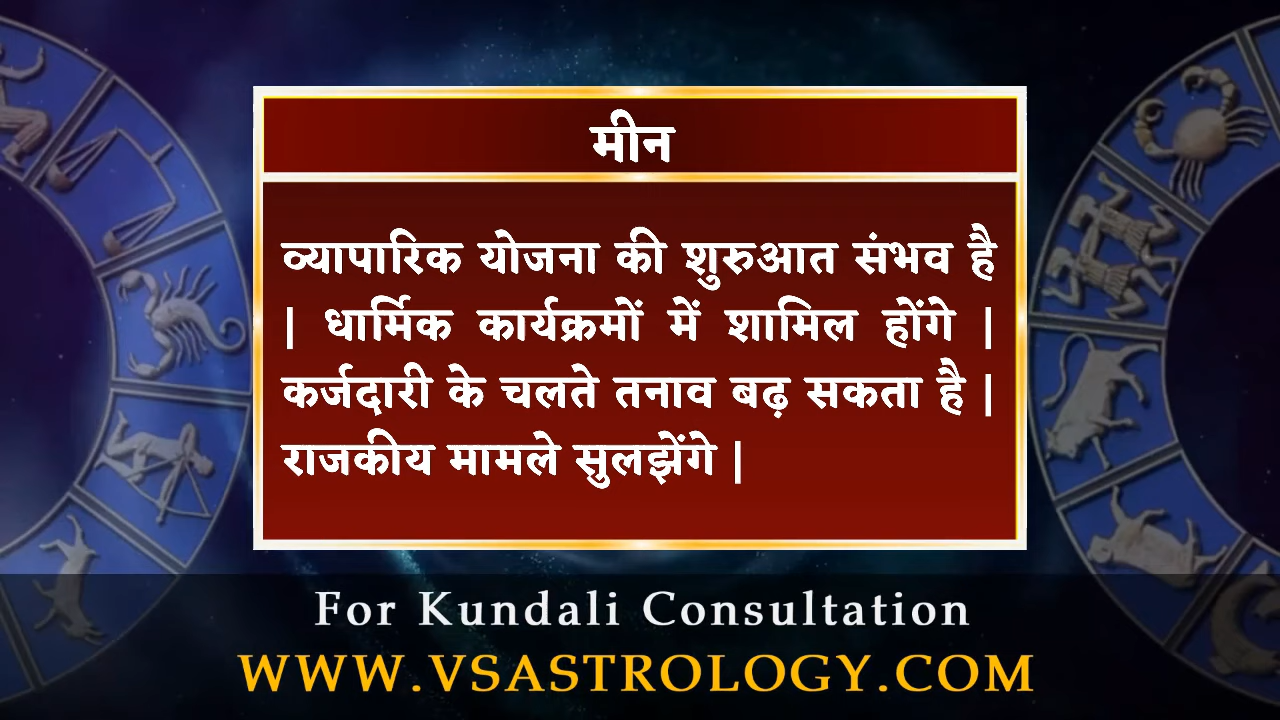 मीन
व्यापारिक योजना की शुरुआत संभव है
| धार्मिक कार्यक्रमों में शामिल होंगे |
कर्जदारी के चलते तनाव बढ़ सकता है |
राजकीय मामले सुलझेंगे |
For Kundali Consultation
WWW.VSASTROLOGY.COM